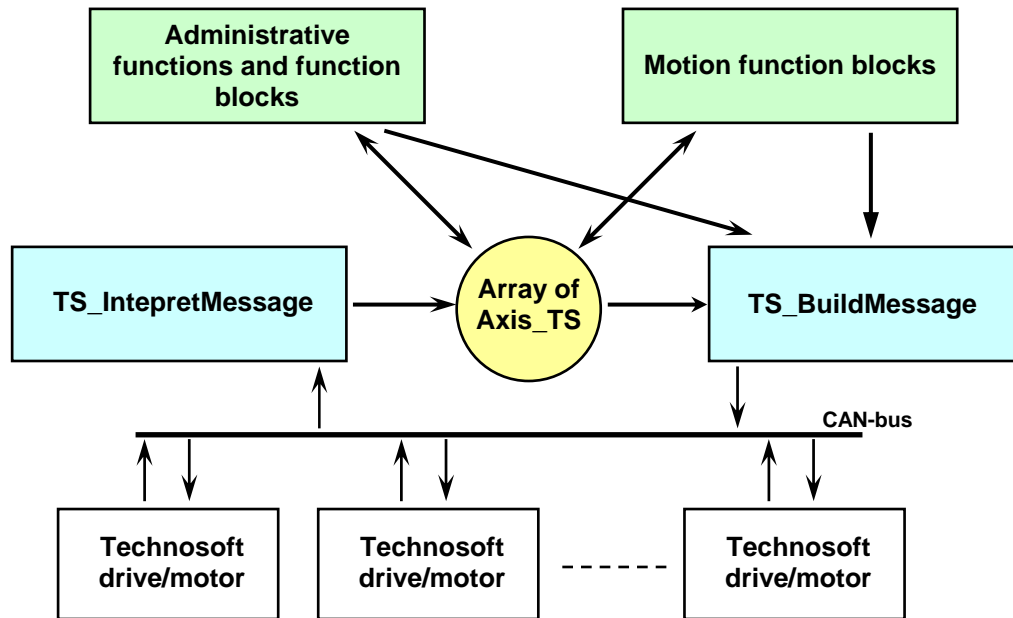 Administrative
functions and function
blocks
Motion function blocks
TS_IntepretMessage
Array of
Axis_TS
TS_BuildMessage
CAN-bus
Technosoft
drive/motor
Technosoft
drive/motor
Technosoft
drive/motor